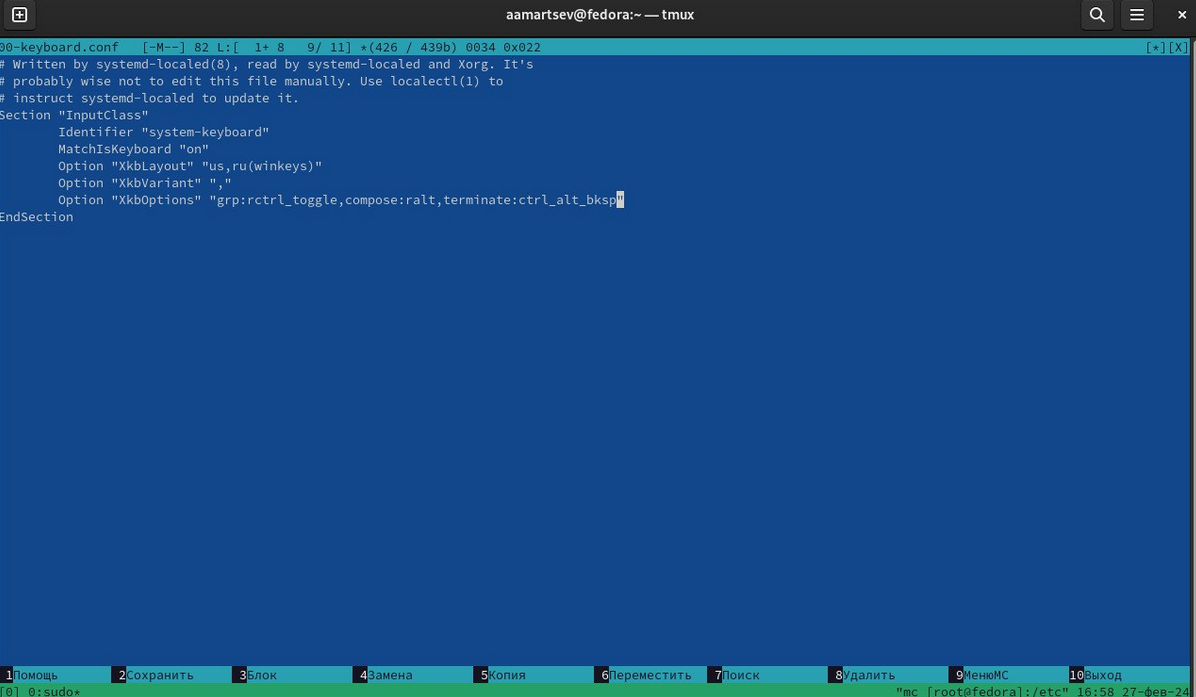 aamartsev@fedora:~ — tmux
00-keyboard.conf [-M--] 82 L:[ 1+ 8 9/ 11] *(426 / 439b) 0034 0x022 [*][X]
# Written by systemd-localed(8), read by systemd-localed and Xorg. It's
# probably wise not to edit this file manually. Use localectl(1) to
# instruct systemd-localed to update it.
Section "InputClass"
Identifier "system-keyboard"
MatchIsKeyboard "on"
Option "XkbLayout" "us,ru(winkeys)"
Option "XkbVariant" ","
Option "XkbOptions" "grp:rctrl_toggle,compose:ralt,terminate:ctrl_alt_bksp"
EndSection
1Помощь 2Сохранить 3Блок 4Замена 5Копия 6Переместить 7Поиск 8Удалить 9МенюMC 10Выход
[0] 0:sudo* "mc [root@fedora]:/etc" 16:58 27-фев-24